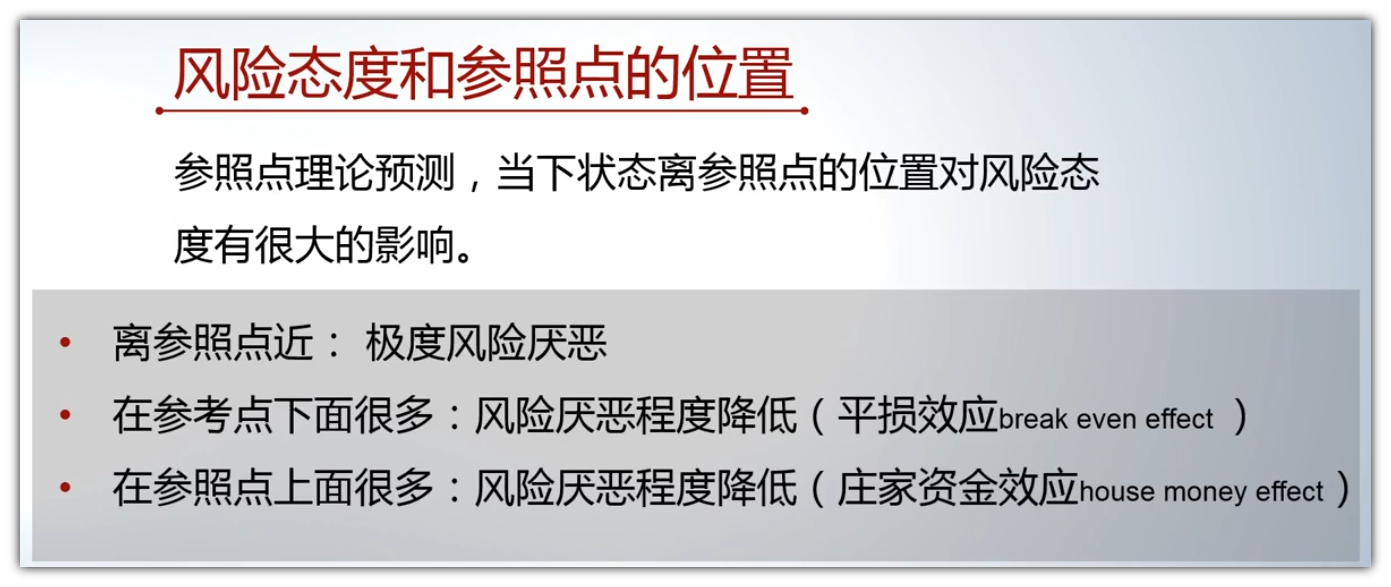 风险态度和参照点的位置
参照点理论预测，当下状态离参照点的位置对风险态
度有很大的影响。
• 离参照点近： 极度风险厌恶
• 在参考点下面很多：风险厌恶程度降低（平损效应break even effect ）
• 在参照点上面很多：风险厌恶程度降低（庄家资金效应house money effect ）